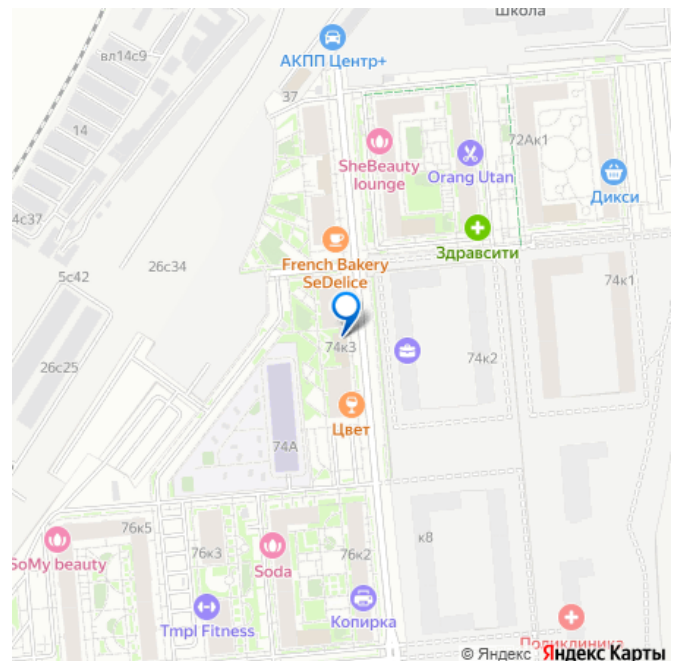 Школа
АКПП Центр+
вл14с9
37
14
72Ак1
SheBeauty
lounge
Orang Utan
Дикси
4с37
Здравсити
French Bakery
SeDelice
5с42
26с34
74к1
74к3
74к2
26с25
Цвет
74А
76к5
76к3
76к2
к8
SoMy beauty
Soda
Tmpl Fitness
Копирка
Поликлиника
© Яндекс Яндекс Карты